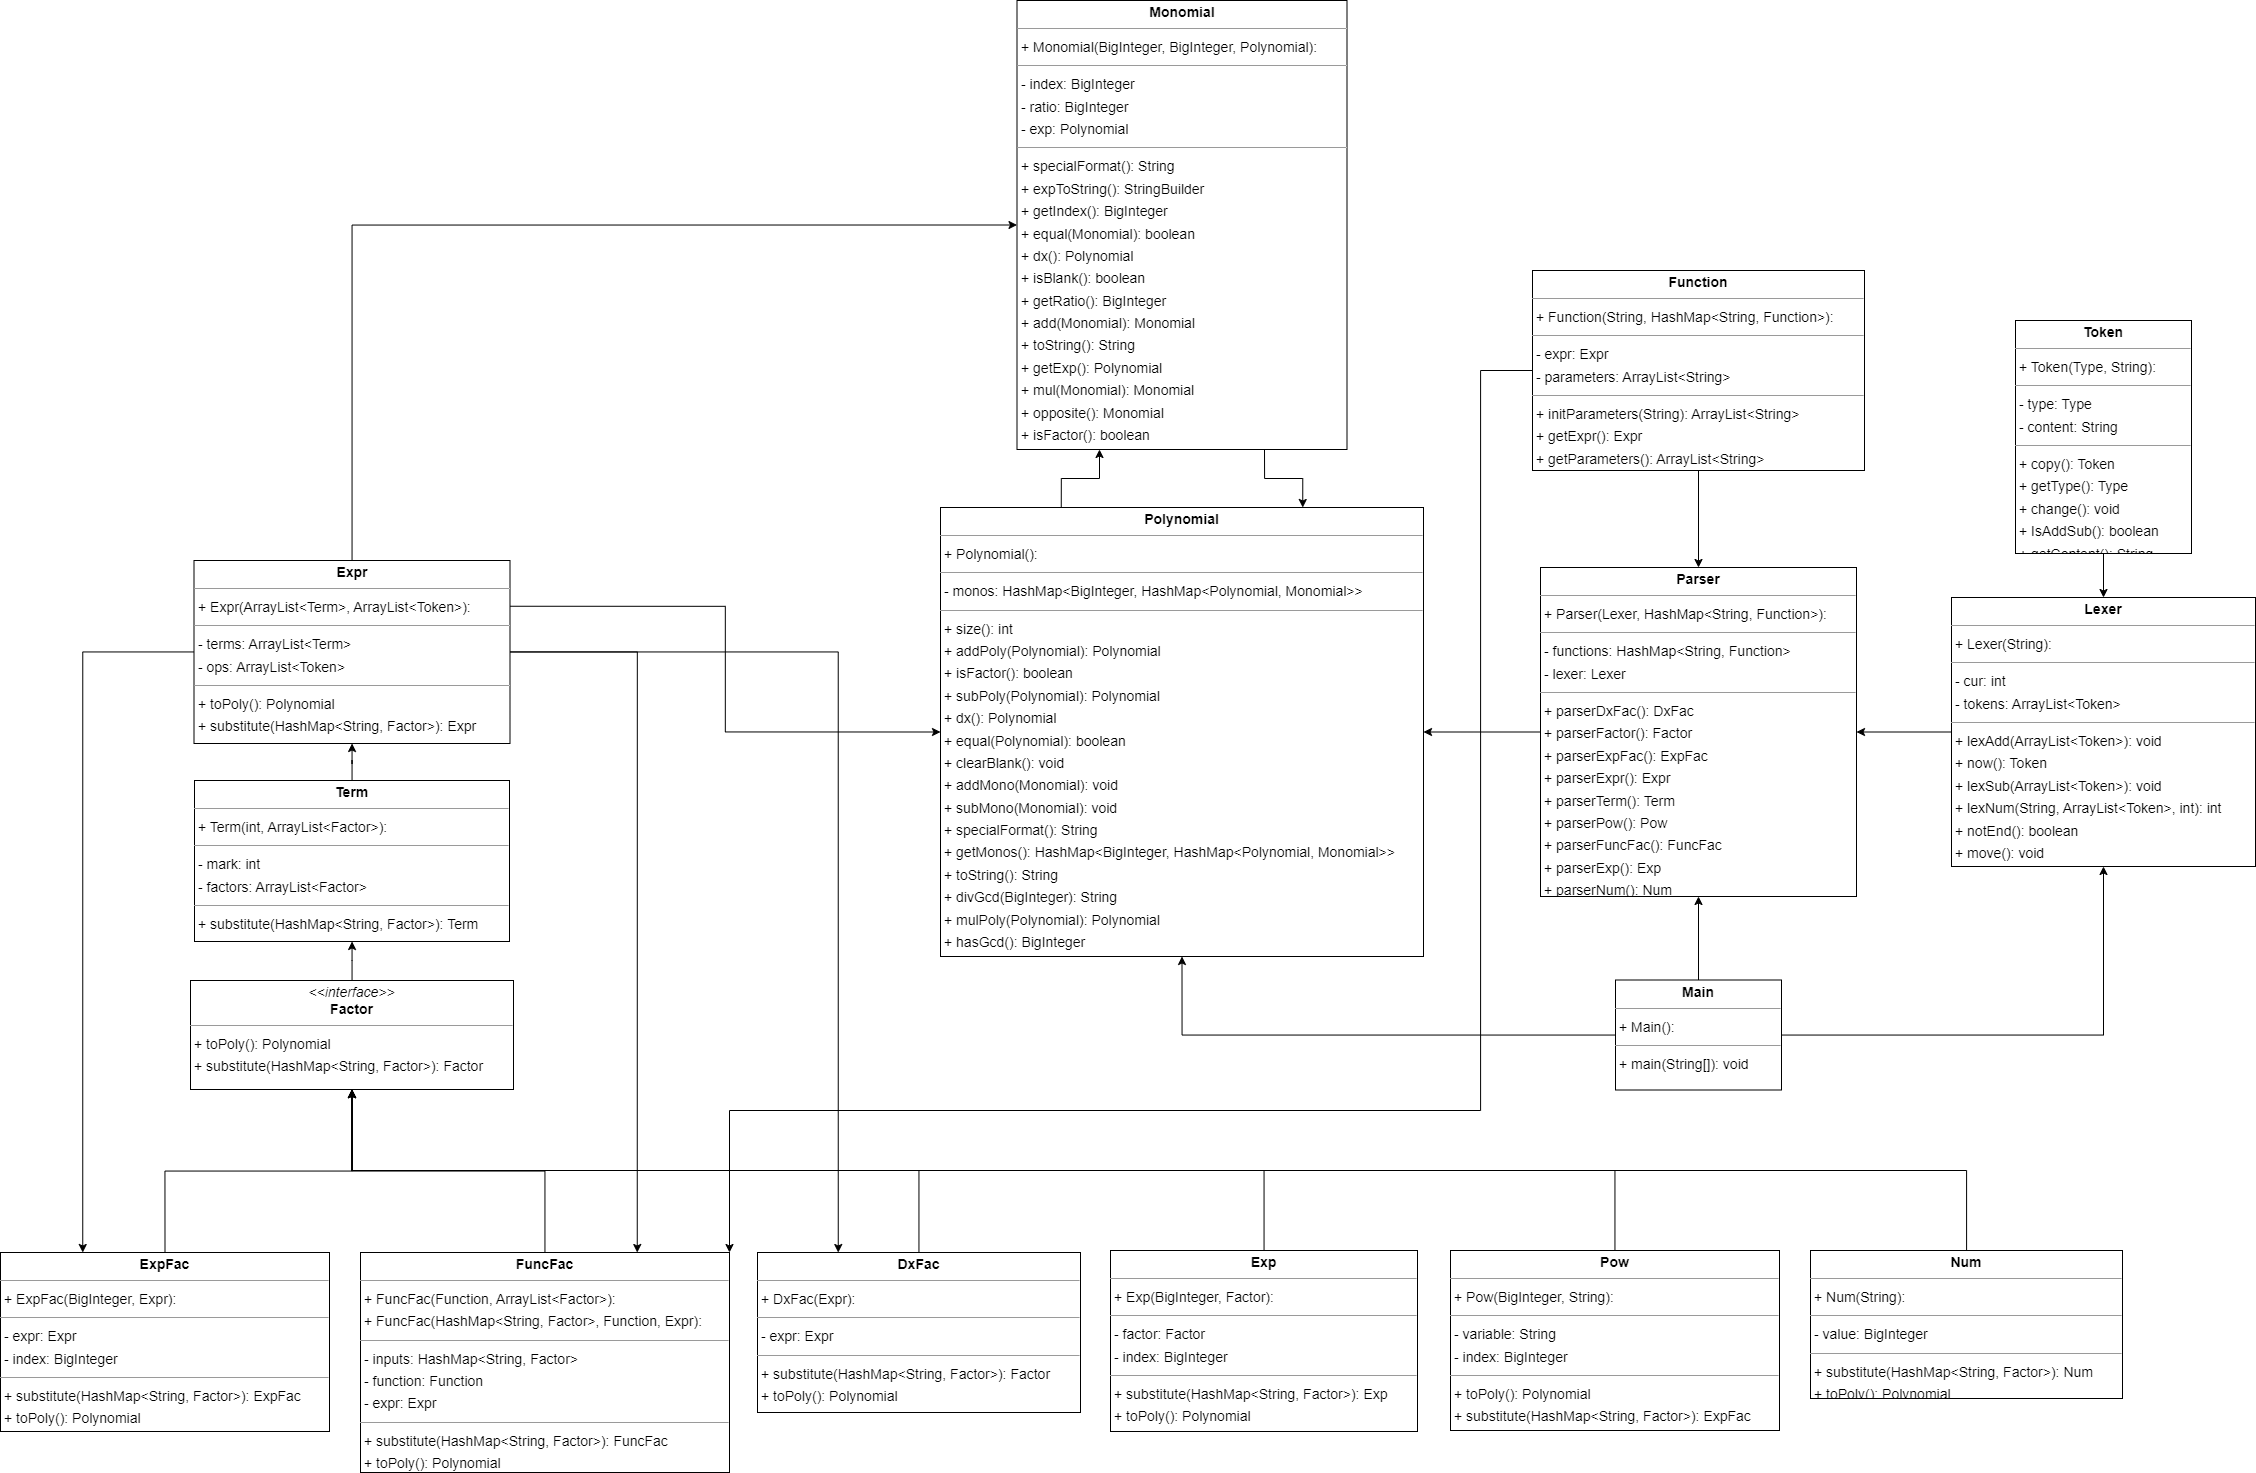 Monomial
+ Monomial(BigInteger, BigInteger, Polynomial):
- index: BigInteger
- ratio: BigInteger
- exp: Polynomial
+ specialFormat(): String
+ expToString(): StringBuilder
+ getIndex(): BigInteger
+ equal(Monomial): boolean
+ dx(): Polynomial
+ isBlank(): boolean
+ getRatio(): BigInteger
+ add(Monomial): Monomial
+ toString(): String
+ getExp(): Polynomial
+ mul(Monomial): Monomial
+ opposite(): Monomial
+ isFactor(): boolean
Function
+ Function(String, HashMap<String, Function>):
- expr: Expr
- parameters: ArrayList<String>
+ initParameters(String): ArrayList<String>
+ getExpr(): Expr
+ getParameters(): ArrayList<String>
Token
+ Token(Type, String):
- type: Type
- content: String
+ copy(): Token
+ getType(): Type
+ change(): void
+ IsAddSub(): boolean
+ getContent(): String
Polynomial
+ Polynomial():
- monos: HashMap<BigInteger, HashMap<Polynomial, Monomial>>
+ size(): int
+ addPoly(Polynomial): Polynomial
+ isFactor(): boolean
+ subPoly(Polynomial): Polynomial
+ dx(): Polynomial
+ equal(Polynomial): boolean
+ clearBlank(): void
+ addMono(Monomial): void
+ subMono(Monomial): void
+ specialFormat(): String
+ getMonos(): HashMap<BigInteger, HashMap<Polynomial, Monomial>>
+ toString(): String
+ divGcd(BigInteger): String
+ mulPoly(Polynomial): Polynomial
+ hasGcd(): BigInteger
Expr
+ Expr(ArrayList<Term>, ArrayList<Token>):
- terms: ArrayList<Term>
- ops: ArrayList<Token>
+ toPoly(): Polynomial
+ substitute(HashMap<String, Factor>): Expr
Parser
+ Parser(Lexer, HashMap<String, Function>):
- functions: HashMap<String, Function>
- lexer: Lexer
+ parserDxFac(): DxFac
+ parserFactor(): Factor
+ parserExpFac(): ExpFac
+ parserExpr(): Expr
+ parserTerm(): Term
+ parserPow(): Pow
+ parserFuncFac(): FuncFac
+ parserExp(): Exp
+ parserNum(): Num
Lexer
+ Lexer(String):
- cur: int
- tokens: ArrayList<Token>
+ lexAdd(ArrayList<Token>): void
+ now(): Token
+ lexSub(ArrayList<Token>): void
+ lexNum(String, ArrayList<Token>, int): int
+ notEnd(): boolean
+ move(): void
Term
+ Term(int, ArrayList<Factor>):
- mark: int
- factors: ArrayList<Factor>
+ substitute(HashMap<String, Factor>): Term
<<interface>>
Factor
+ toPoly(): Polynomial
+ substitute(HashMap<String, Factor>): Factor
Main
+ Main():
+ main(String[]): void
ExpFac
+ ExpFac(BigInteger, Expr):
- expr: Expr
- index: BigInteger
+ substitute(HashMap<String, Factor>): ExpFac
+ toPoly(): Polynomial
FuncFac
+ FuncFac(Function, ArrayList<Factor>):
+ FuncFac(HashMap<String, Factor>, Function, Expr):
- inputs: HashMap<String, Factor>
- function: Function
- expr: Expr
+ substitute(HashMap<String, Factor>): FuncFac
+ toPoly(): Polynomial
DxFac
+ DxFac(Expr):
- expr: Expr
+ substitute(HashMap<String, Factor>): Factor
+ toPoly(): Polynomial
Exp
+ Exp(BigInteger, Factor):
- factor: Factor
- index: BigInteger
+ substitute(HashMap<String, Factor>): Exp
+ toPoly(): Polynomial
Pow
+ Pow(BigInteger, String):
- variable: String
- index: BigInteger
+ toPoly(): Polynomial
+ substitute(HashMap<String, Factor>): ExpFac
Num
+ Num(String):
- value: BigInteger
+ substitute(HashMap<String, Factor>): Num
+ toPoly(): Polynomial